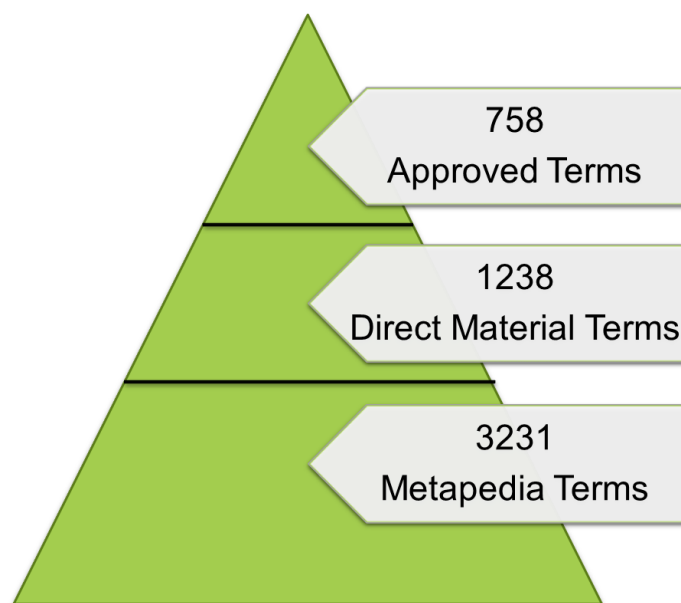 758
Approved Terms
1238
Direct Material Terms
3231
Metapedia Terms